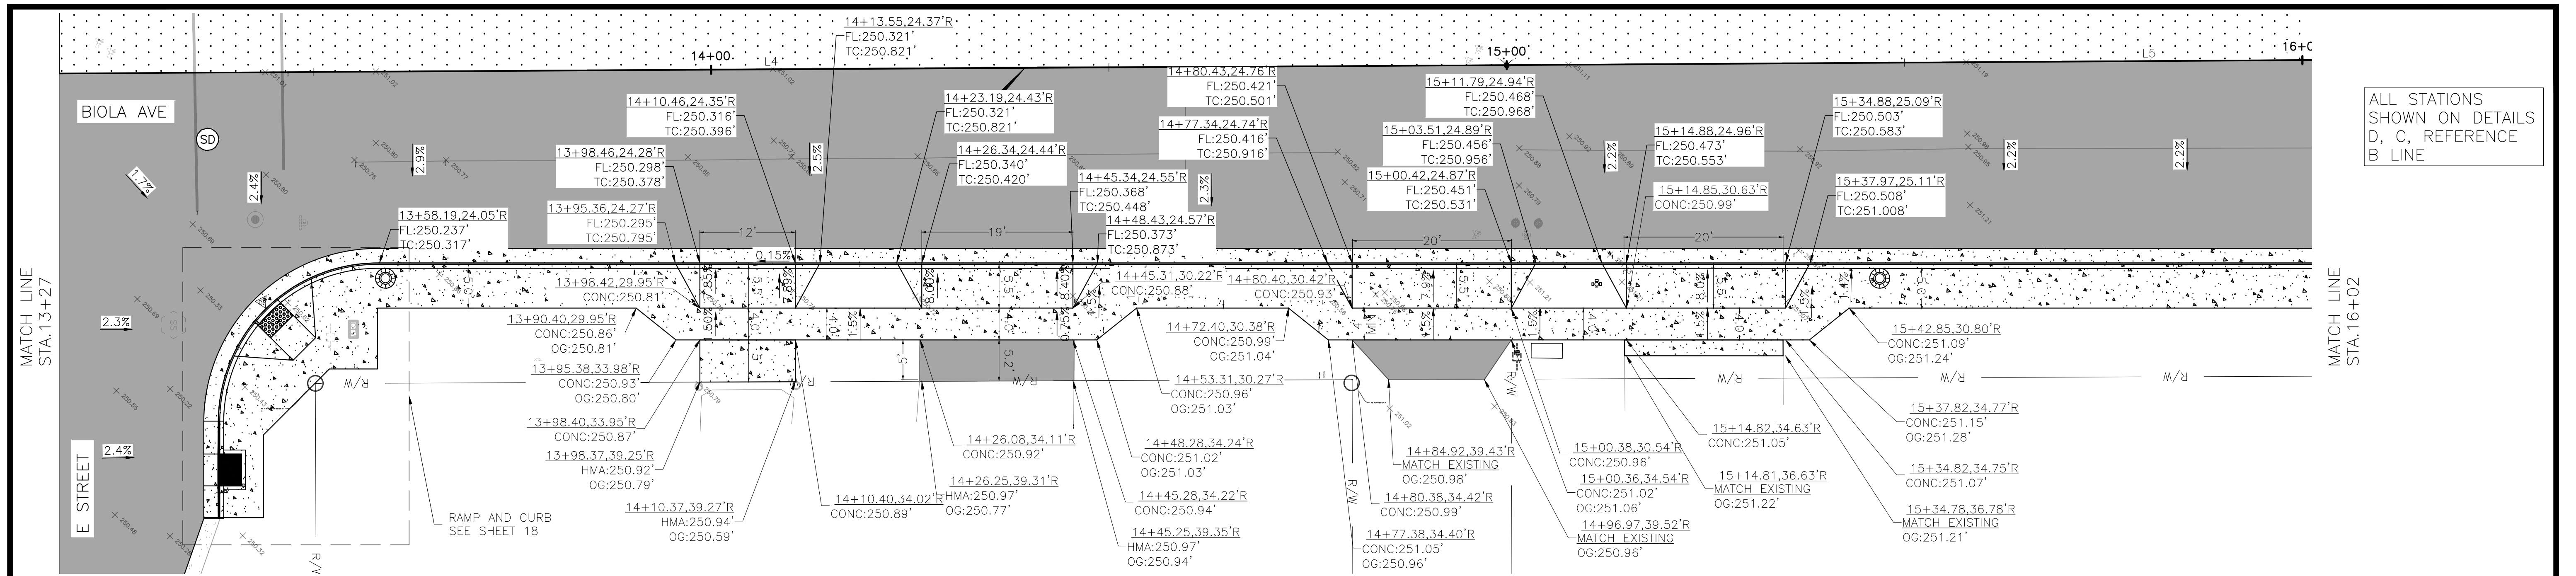 14+13.55,24.37'R
FL:250.321'
TC:250.821'
14+00
L4
15+00
L5
BIOLA AVE
SD
14+10.46,24.35'R
FL:250.316'
TC:250.396'
14+23.19,24.43'R
FL:250.321'
TC:250.821'
14+80.43,24.76'R
FL:250.421'
TC:250.501'
15+11.79,24.94'R
FL:250.468'
TC:250.968'
15+34.88,25.09'R
FL:250.503'
TC:250.583'
ALL STATIONS
SHOWN ON DETAILS
D, C, REFERENCE
B LINE
13+98.46,24.28'R
FL:250.298'
TC:250.378'
14+26.34,24.44'R
FL:250.340'
TC:250.420'
14+77.34,24.74'R
FL:250.416'
TC:250.916'
15+03.51,24.89'R
FL:250.456'
TC:250.956'
15+14.88,24.96'R
FL:250.473'
TC:250.553'
1.7%
2.4%
2.9%
2.5%
2.3%
2.2%
2.2%
2.2%
13+58.19,24.05'R
FL:250.237'
TC:250.317'
13+95.36,24.27'R
FL:250.295'
TC:250.795'
14+45.34,24.55'R
FL:250.368'
TC:250.448'
14+48.43,24.57'R
FL:250.373'
TC:250.873'
15+00.42,24.87'R
FL:250.451'
TC:250.531'
15+14.85,30.63'R
CONC:250.99'
15+37.97,25.11'R
FL:250.508'
TC:251.008'
12'
19'
20'
20'
0.15%
MATCH LINE
STA.13+27
MATCH LINE
STA.16+02
13+98.42,29.95'R
CONC:250.81'
14+45.31,30.22'R
CONC:250.88'
14+80.40,30.42'R
CONC:250.93'
13+90.40,29.95'R
CONC:250.86'
OG:250.81'
14+72.40,30.38'R
CONC:250.99'
OG:251.04'
15+42.85,30.80'R
CONC:251.09'
OG:251.24'
2.3%
13+95.38,33.98'R
CONC:250.93'
OG:250.80'
14+53.31,30.27'R
CONC:250.96'
OG:251.03'
R/W
R/W
R/W
R/W
R/W
13+98.40,33.95'R
CONC:250.87'
13+98.37,39.25'R
HMA:250.92'
OG:250.79'
14+26.08,34.11'R
CONC:250.92'
14+48.28,34.24'R
CONC:251.02'
OG:251.03'
14+84.92,39.43'R
MATCH EXISTING
OG:250.98'
15+00.38,30.54'R
CONC:250.96'
15+14.82,34.63'R
CONC:251.05'
15+37.82,34.77'R
CONC:251.15'
OG:251.28'
2.4%
E STREET
RAMP AND CURB
SEE SHEET 18
14+10.37,39.27'R
HMA:250.94'
OG:250.59'
14+10.40,34.02'R
CONC:250.89'
14+26.25,39.31'R
HMA:250.97'
OG:250.77'
14+45.28,34.22'R
CONC:250.94'
14+45.25,39.35'R
HMA:250.97'
OG:250.94'
R/W
14+80.38,34.42'R
CONC:250.99'
14+77.38,34.40'R
CONC:251.05'
OG:250.96'
R/W
15+00.36,34.54'R
CONC:251.02'
OG:251.06'
14+96.97,39.52'R
MATCH EXISTING
OG:250.96'
15+14.81,36.63'R
MATCH EXISTING
OG:251.22'
15+34.82,34.75'R
CONC:251.07'
15+34.78,36.78'R
MATCH EXISTING
OG:251.21'